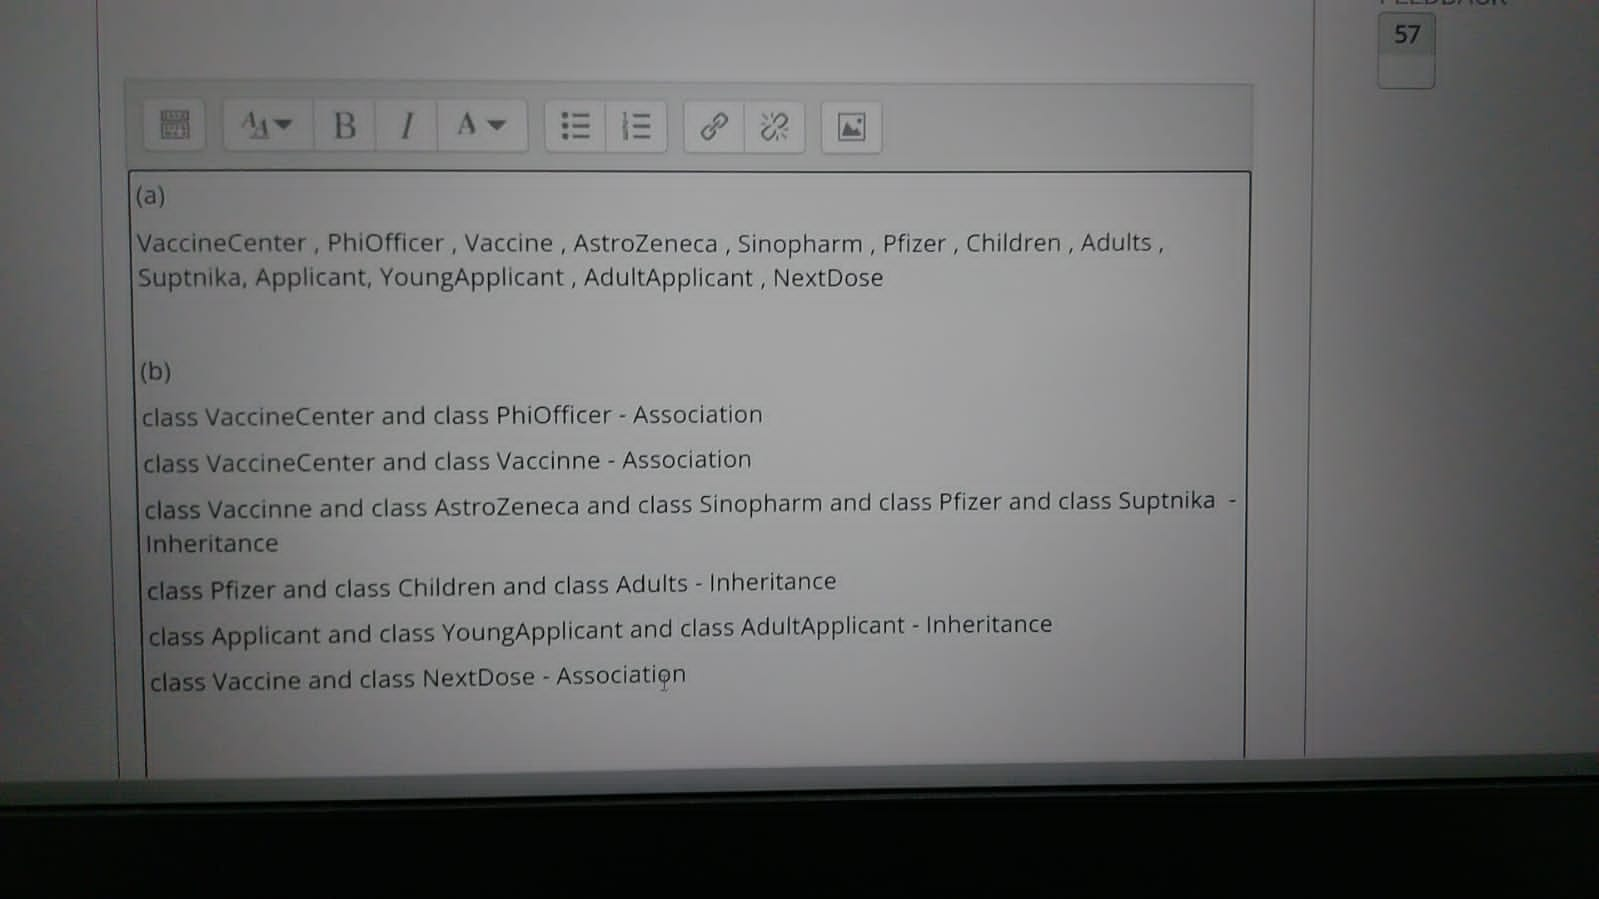 FEEDBACK
57
(a)
VaccineCenter , PhiOfficer , Vaccine , AstroZeneca , Sinopharm , Pfizer , Children , Adults ,
Suptnika, Applicant, YoungApplicant , AdultApplicant , NextDose
(b)
class VaccineCenter and class PhiOfficer - Association
class VaccineCenter and class Vaccinne - Association
class Vaccinne and class AstroZeneca and class Sinopharm and class Pfizer and class Suptnika -
Inheritance
class Pfizer and class Children and class Adults - Inheritance
class Applicant and class YoungApplicant and class AdultApplicant - Inheritance
class Vaccine and class NextDose - Association